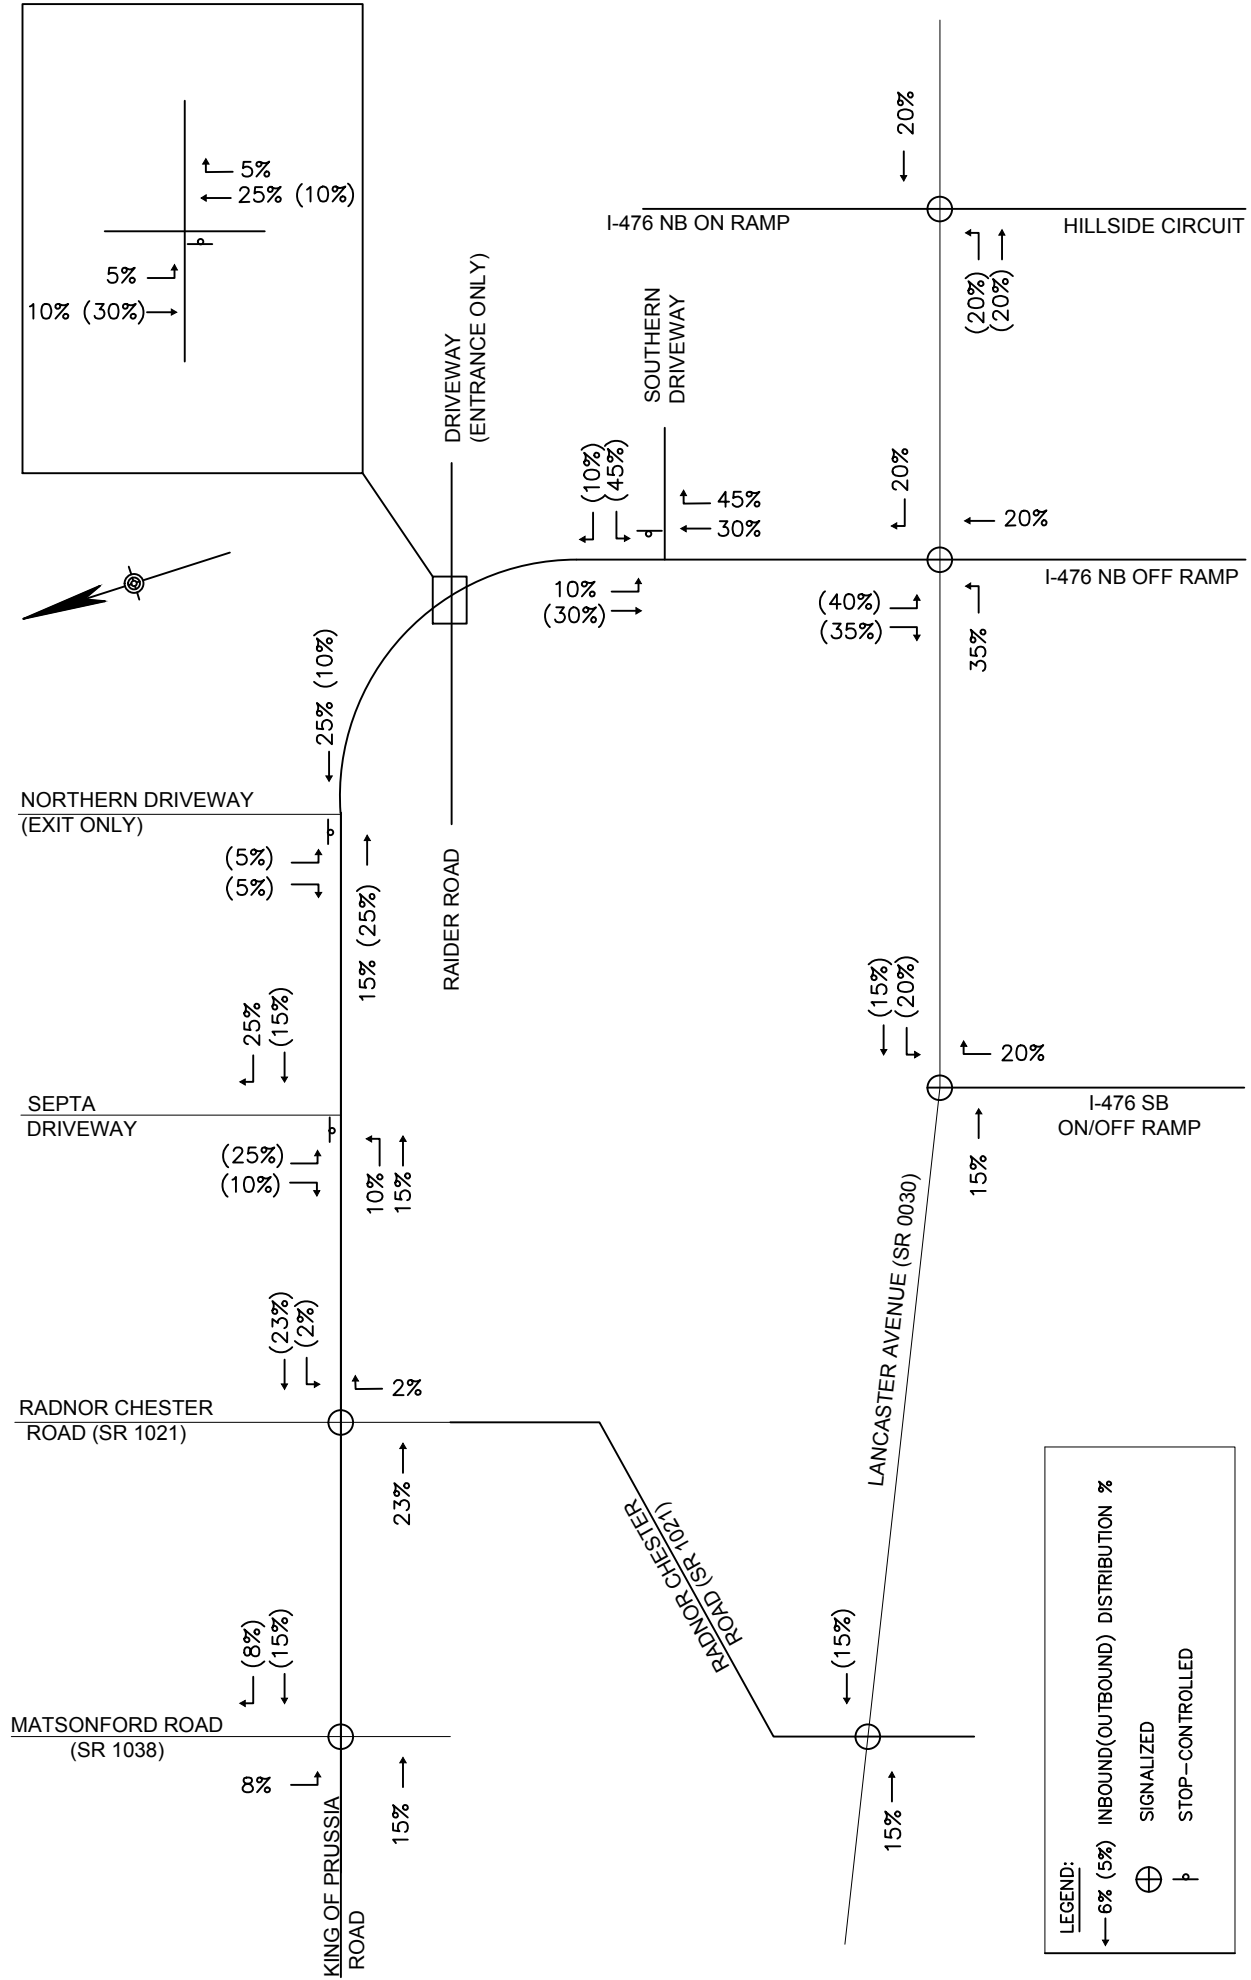 5%
25% (10%)
5%
10% (30%)
20%
I-476 NB ON RAMP
HILLSIDE CIRCUIT
(20%)
(20%)
DRIVEWAY
(ENTRANCE ONLY)
SOUTHERN
DRIVEWAY
(10%)
(45%)
45%
30%
20%
20%
I-476 NB OFF RAMP
10%
(30%)
(40%)
(35%)
35%
25% (10%)
NORTHERN DRIVEWAY
(EXIT ONLY)
(5%)
(5%)
15% (25%)
RAIDER ROAD
25%
(15%)
(15%)
(20%)
20%
SEPTA
DRIVEWAY
I-476 SB
ON/OFF RAMP
(25%)
(10%)
10%
15%
15%
LANCASTER AVENUE (SR 0030)
(23%)
(2%)
2%
RADNOR CHESTER
ROAD (SR 1021)
23%
RADNOR CHESTER
ROAD (SR 1021)
(8%)
(15%)
(15%)
MATSONFORD ROAD
(SR 1038)
8%
15%
15%
KING OF PRUSSIA
ROAD
LEGEND:
6% (5%) INBOUND(OUTBOUND) DISTRIBUTION %
SIGNALIZED
STOP-CONTROLLED